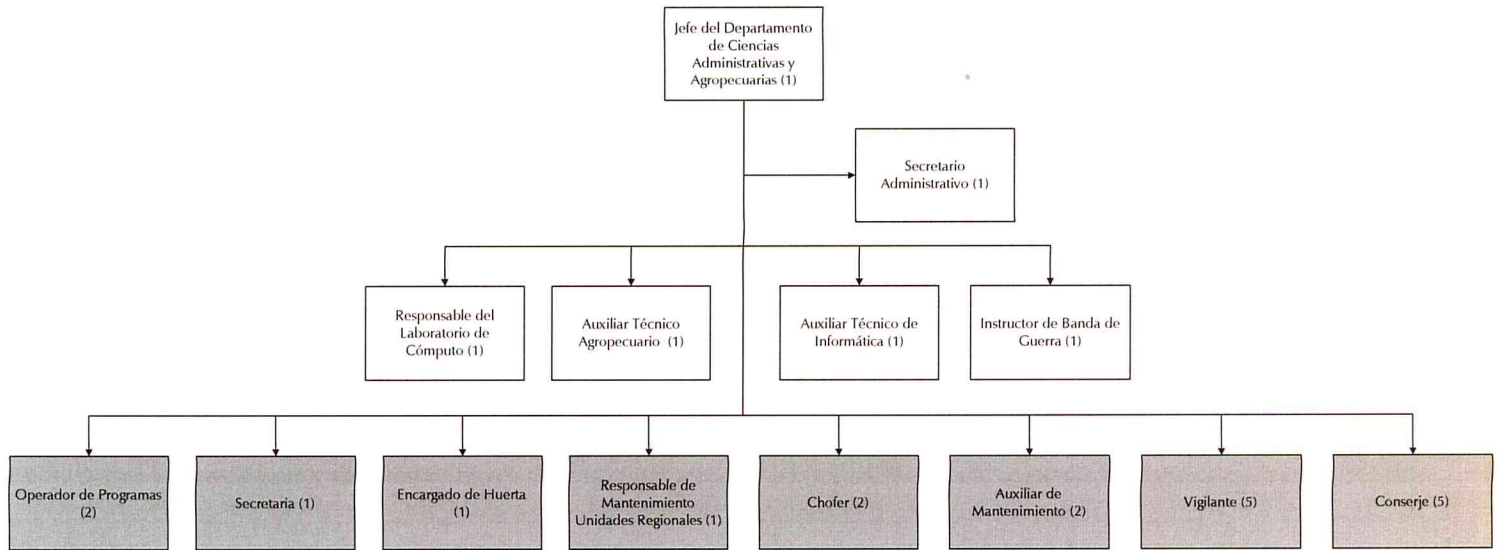 Jefe del Departamento
de Ciencias
Administrativas y
Agropecuarias (1)
Secretario
Administrativo (1)
Responsable del
Laboratorio de
Cómputo (1)
Auxiliar Técnico
Agropecuario (1)
Auxiliar Técnico de
Informática (1)
Instructor de Banda de
Guerra (1)
Operador de Programas
(2)
Secretaria (1)
Encargado de Huerta
(1)
Responsable de
Mantenimiento
Unidades Regionales (1)
Chofer (2)
Auxiliar de
Mantenimiento (2)
Vigilante (5)
Conserje (5)